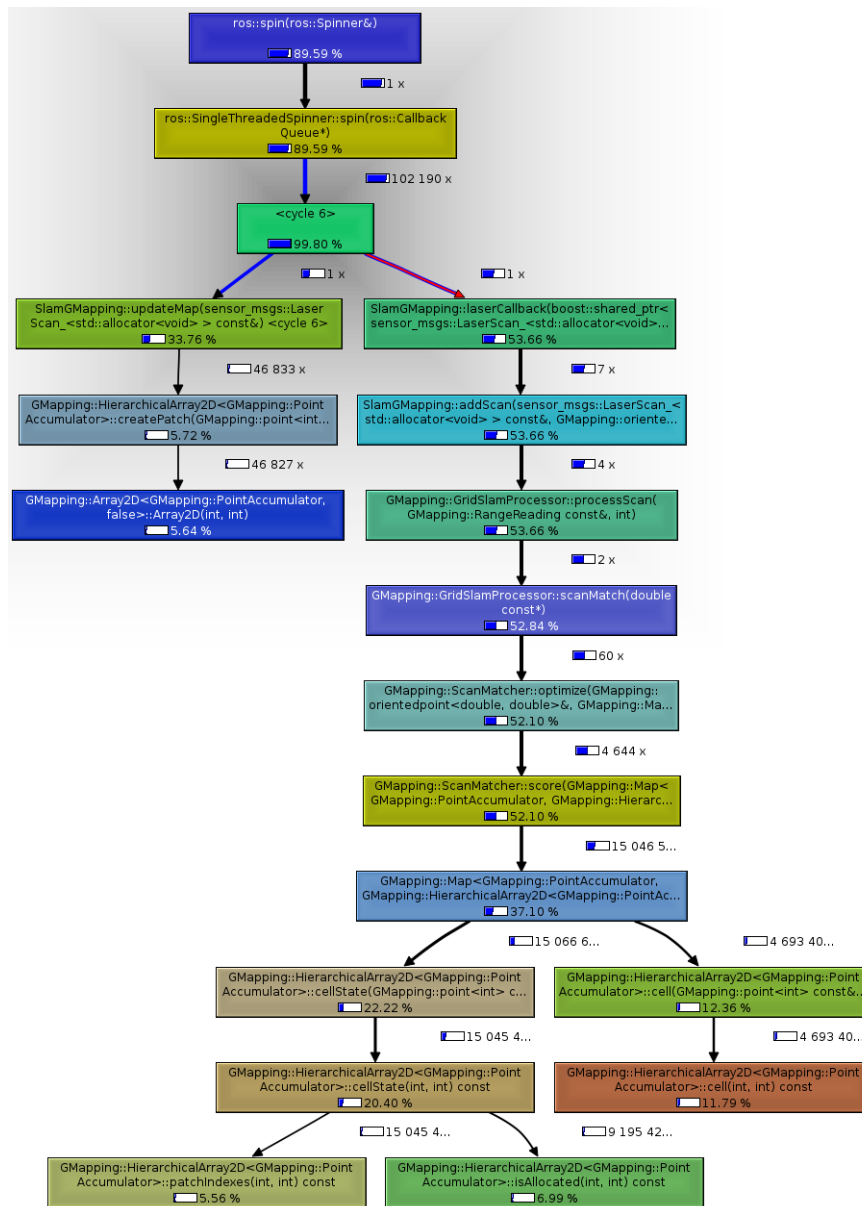 ros::spin(ros::Spinner&)
89.59 %
1 x
ros::SingleThreadedSpinner::spin(ros::Callback
Queue*)
89.59 %
102 190 x
<cycle 6>
99.80 %
1 x
1 x
SlamGMapping::updateMap(sensor_msgs::Laser
Scan_<std::allocator<void> > const&) <cycle 6>
33.76 %
SlamGMapping::laserCallback(boost::shared_ptr<
sensor_msgs::LaserScan_<std::allocator<void>...
53.66 %
46 833 x
7 x
GMapping::HierarchicalArray2D<GMapping::Point
Accumulator>::createPatch(GMapping::point<int...
5.72 %
SlamGMapping::addScan(sensor_msgs::LaserScan_<
std::allocator<void> > const&, GMapping::oriente...
53.66 %
46 827 x
4 x
GMapping::Array2D<GMapping::PointAccumulator,
false>::Array2D(int, int)
5.64 %
GMapping::GridSlamProcessor::processScan(
GMapping::RangeReading const&, int)
53.66 %
2 x
GMapping::GridSlamProcessor::scanMatch(double
const*)
52.84 %
60 x
GMapping::ScanMatcher::optimize(GMapping::
orientedpoint<double, double>&, GMapping::Ma...
52.10 %
4 644 x
GMapping::ScanMatcher::score(GMapping::Map<
GMapping::PointAccumulator, GMapping::Hierarc...
52.10 %
15 046 5...
GMapping::Map<GMapping::PointAccumulator,
GMapping::HierarchicalArray2D<GMapping::PointAc...
37.10 %
15 066 6...
4 693 40...
GMapping::HierarchicalArray2D<GMapping::Point
Accumulator>::cellState(GMapping::point<int> c...
22.22 %
GMapping::HierarchicalArray2D<GMapping::Point
Accumulator>::cell(GMapping::point<int> const&...
12.36 %
15 045 4...
4 693 40...
GMapping::HierarchicalArray2D<GMapping::Point
Accumulator>::cellState(int, int) const
20.40 %
GMapping::HierarchicalArray2D<GMapping::Point
Accumulator>::cell(int, int) const
11.79 %
15 045 4...
9 195 42...
GMapping::HierarchicalArray2D<GMapping::Point
Accumulator>::patchIndexes(int, int) const
5.56 %
GMapping::HierarchicalArray2D<GMapping::Point
Accumulator>::isAllocated(int, int) const
6.99 %